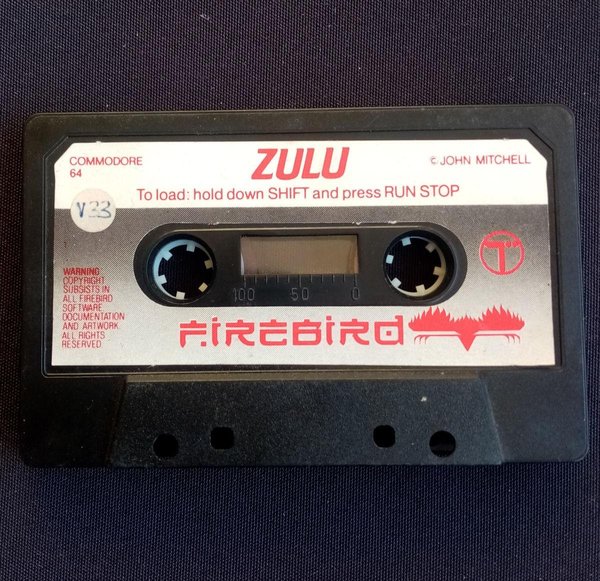 COMMODORE
64
ZULU
© JOHN MITCHELL
To load: hold down SHIFT and press RUN STOP
V33
100 50 0
WARNING
COPYRIGHT
SUBSISTS IN
ALL FIREBIRD
SOFTWARE
DOCUMENTATION
AND ARTWORK.
ALL RIGHTS
RESERVED.
FIREBIRD